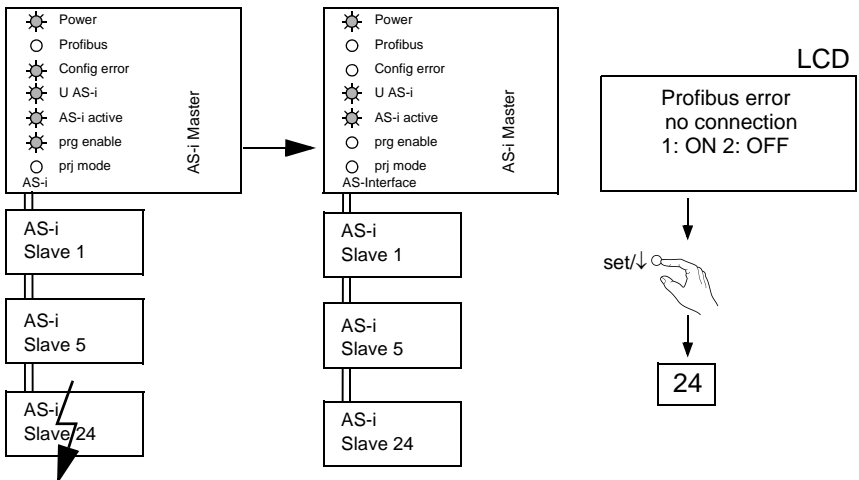 Power
Profibus
Config error
U AS-i
AS-i active
prg enable
prj mode
AS-i
AS-i Master
AS-i
Slave 1
AS-i
Slave 5
AS-i
Slave 24
Power
Profibus
Config error
U AS-i
AS-i active
prg enable
prj mode
AS-Interface
AS-i Master
AS-i
Slave 1
AS-i
Slave 5
AS-i
Slave 24
LCD
Profibus error
no connection
1: ON 2: OFF
set/↓
24